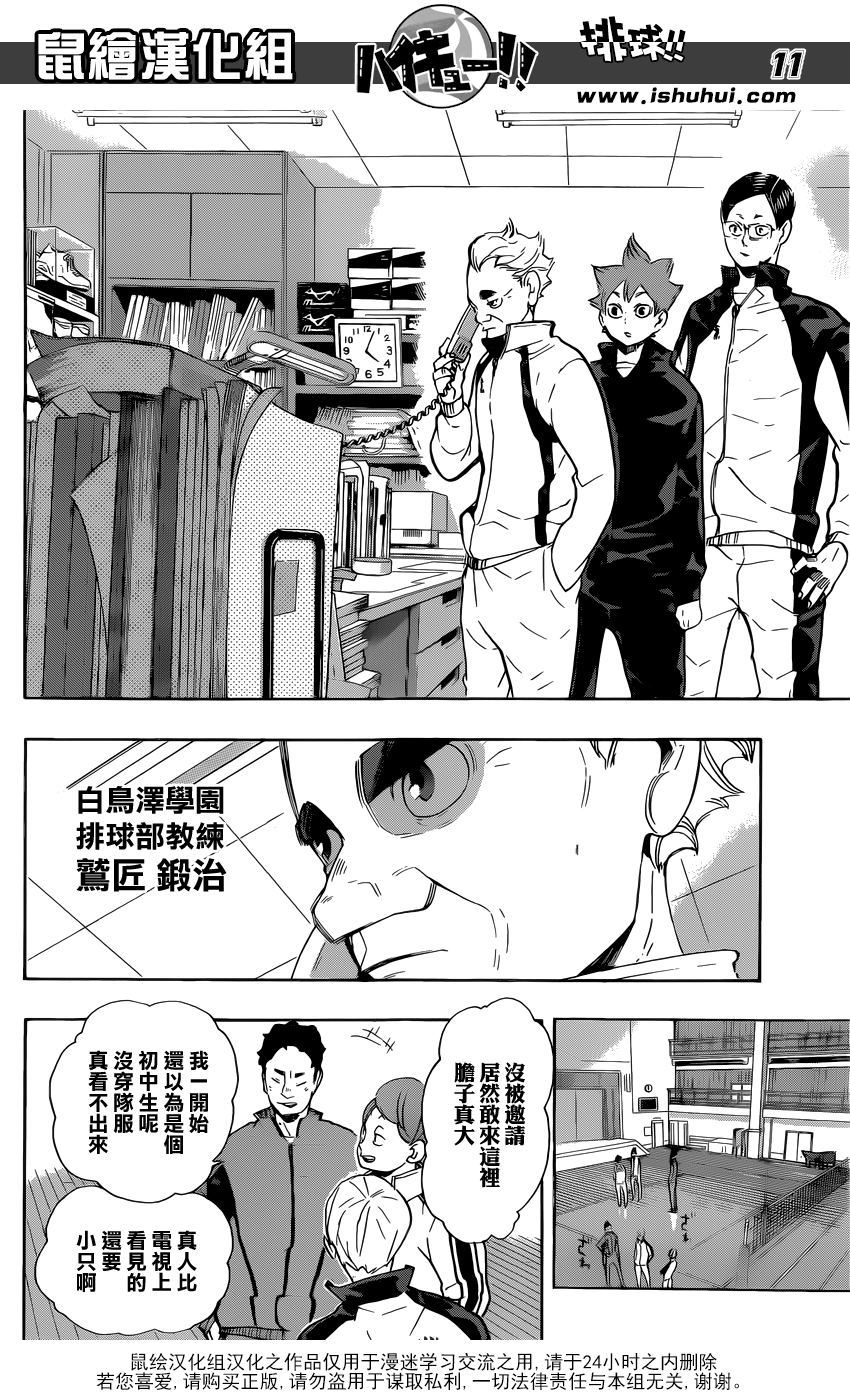 鼠繪漢化組
ハイキュー!!
排球!!
11
www.ishuhui.com
12
1
2
3
4
5
6
白鳥澤學園
排球部教練
鷲匠 鍛治
沒被邀請
居然敢來這裡
膽子真大
我一開始
還以為是個
初中生呢
沒穿隊服
真看不出來
真人比
電視上
看見的
還要
小只啊
鼠绘汉化组汉化之作品仅用于漫迷学习交流之用, 请于24小时之内删除
若您喜爱, 请购买正版, 请勿盗用于谋取私利, 一切法律责任与本组无关, 谢谢。